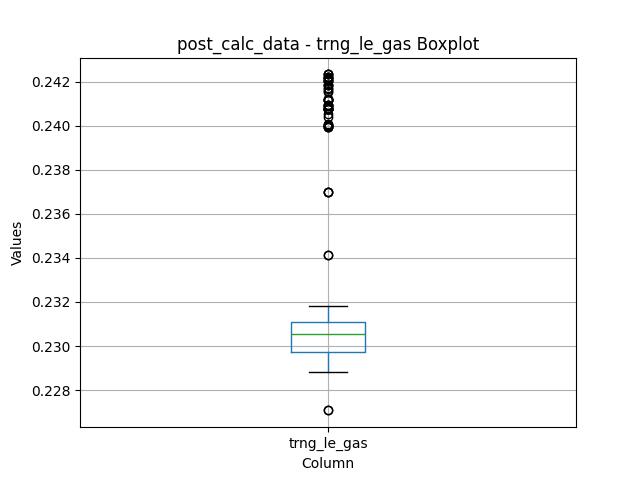 post_calc_data - trng_le_gas Boxplot
0.242
0.240
0.238
0.236
0.234
0.232
0.230
0.228
Values
trng_le_gas
Column